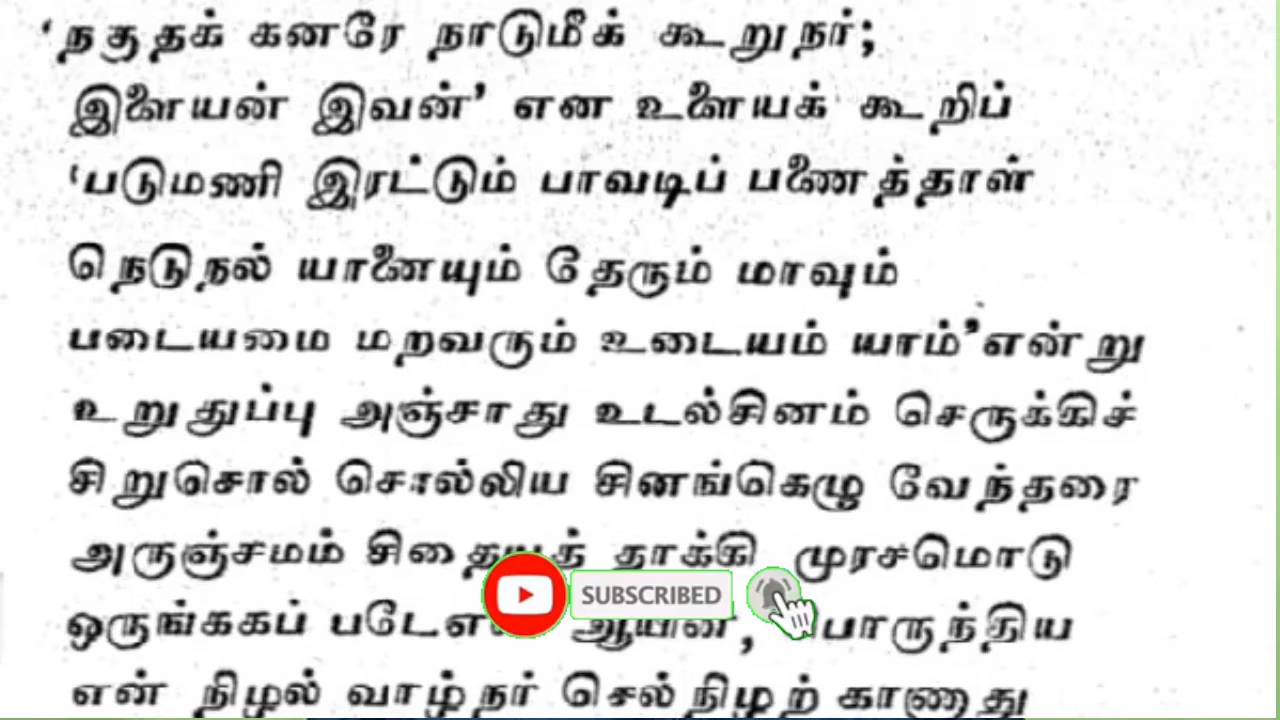 ‘நகுதக் கனரே நாடுமீக் கூறுநர்;
இளையன் இவன்’ என உளையக் கூறிப்
‘படுமணி இரட்டும் பாவடிப் பணைத்தாள்
நெடுநல் யானையும் தேரும் மாவும்
படையமை மறவரும் உடையம் யாம்’என்று
உறுதுப்பு அஞ்சாது உடல்சினம் செருக்கிச்
சிறுசொல் சொல்லிய சினங்கெழு வேந்தரை
அருஞ்சமம் சிதையத் தாக்கி முரசமொடு
SUBSCRIBED
ஒருங்ககப் படேஎ ஆயின், பொருந்திய
என் நிழல் வாழ்நர் செல்நிழற் காணாது